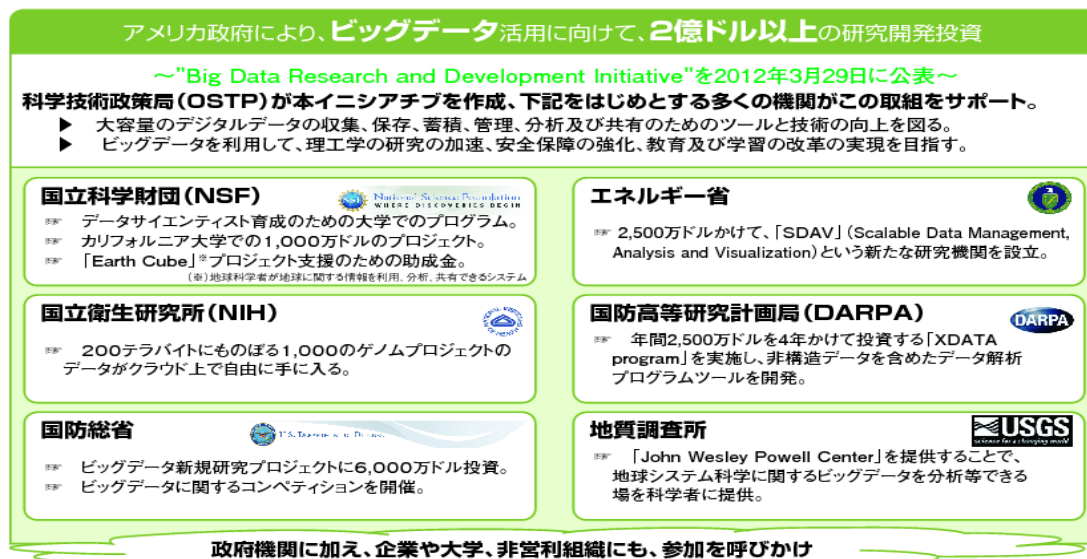 アメリカ政府により、ビッグデータ活用に向けて、2億ドル以上の研究開発投資
～"Big Data Research and Development Initiative"を2012年3月29日に公表～
科学技術政策局(OSTP)が本イニシアチブを作成、下記をはじめとする多くの機関がこの取組をサポート。
▶ 大容量のデジタルデータの収集、保存、蓄積、管理、分析及び共有のためのツールと技術の向上を図る。
▶ ビッグデータを利用して、理工学の研究の加速、安全保障の強化、教育及び学習の改革の実現を目指す。
国立科学財団(NSF)
National Science Foundation
WHERE DISCOVERIES BEGIN
☞ データサイエンティスト育成のための大学でのプログラム。
☞ カリフォルニア大学での1,000万ドルのプロジェクト。
☞ 「Earth Cube」※プロジェクト支援のための助成金。
(※)地球科学者が地球に関する情報を利用、分析、共有できるシステム
エネルギー省
☞ 2,500万ドルかけて、「SDAV」(Scalable Data Management,
Analysis and Visualization)という新たな研究機関を設立。
国立衛生研究所(NIH)
☞ 200テラバイトにものぼる1,000のゲノムプロジェクトの
データがクラウド上で自由に手に入る。
国防高等研究計画局(DARPA)
DARPA
☞ 年間2,500万ドルを4年かけて投資する「XDATA
program」を実施し、非構造データを含めたデータ解析
プログラムツールを開発。
国防総省
U.S. Department of Defense
☞ ビッグデータ新規研究プロジェクトに6,000万ドル投資。
☞ ビッグデータに関するコンペティションを開催。
地質調査所
USGS
science for a changing world
☞ 「John Wesley Powell Center」を提供することで、
地球システム科学に関するビッグデータを分析等できる
場を科学者に提供。
政府機関に加え、企業や大学、非営利組織にも、参加を呼びかけ